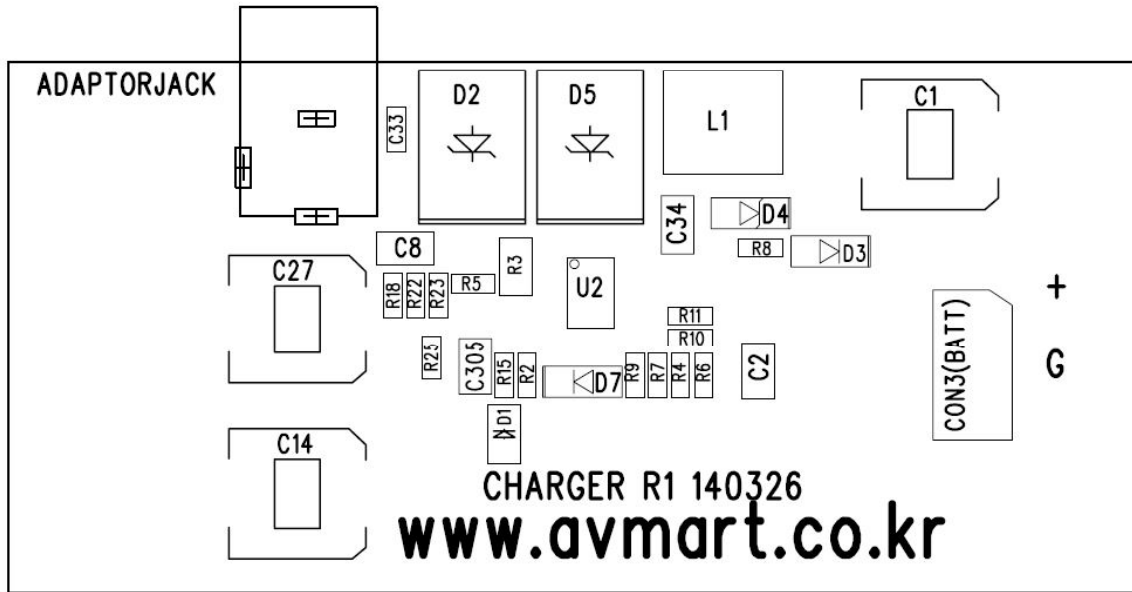 ADAPTORJACK
C33
D2
D5
L1
C1
C34
D4
R8
D3
C8
R3
C27
R18
R22
R23
R5
U2
R11
R10
+
G
CON3(BATT)
R25
C305
R15
R2
D7
R9
R7
R4
R6
C2
D1
C14
CHARGER R1 140326
www.avmart.co.kr